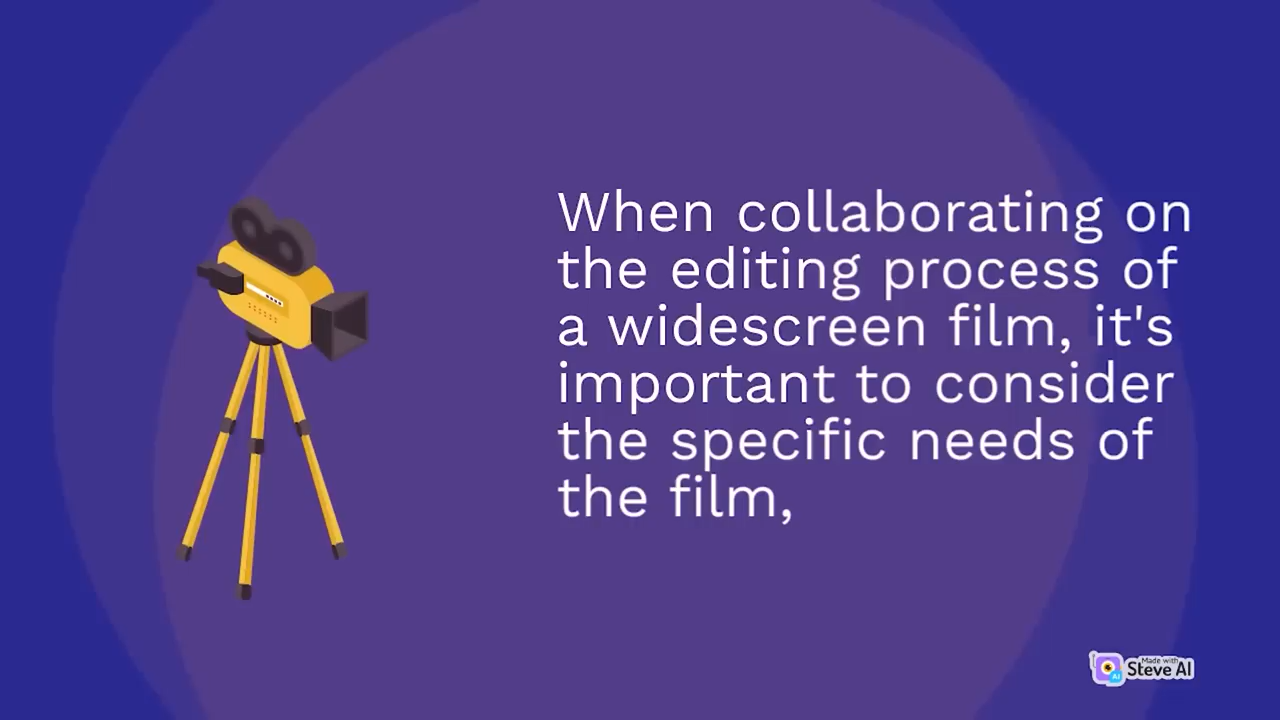 When collaborating on
the editing process of
a widescreen film, it's
important to consider
the specific needs of
the film,
Made with
Steve AI
AI